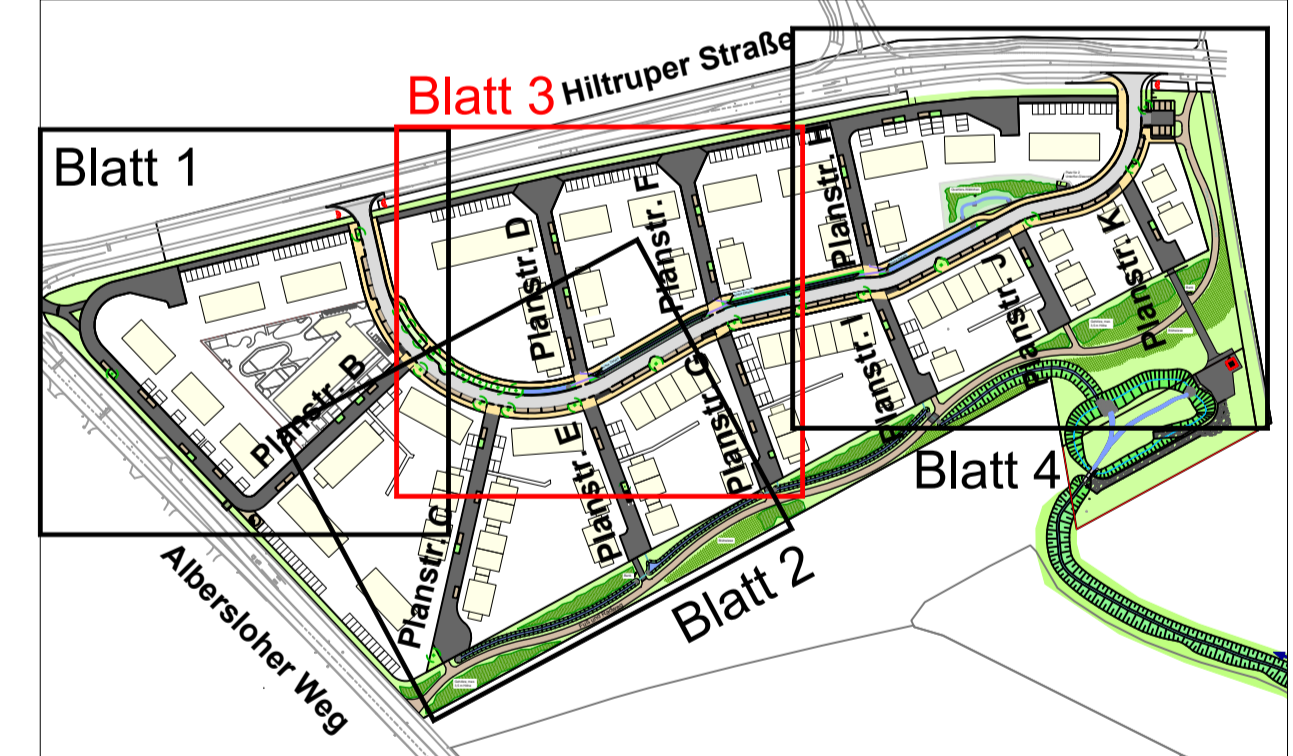 Hiltruper Straße
Blatt 3
Blatt 1
Planstr. H
Planstr. F
Planstr. D
Planstr. K
Planstr. J
Planstr. B
Planstr. G
Planstr. I
Planstr. E
Planstr. C
Blatt 4
Blatt 2
Albersloher Weg